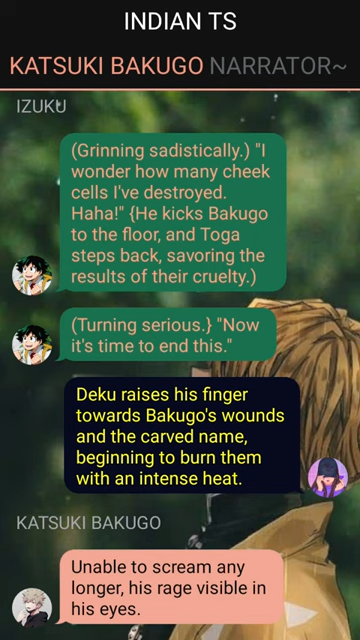 INDIAN TS
KATSUKI BAKUGO NARRATOR~
IZUKU
(Grinning sadistically.) "I
wonder how many cheek
cells I've destroyed.
Haha!" {He kicks Bakugo
to the floor, and Toga
steps back, savoring the
results of their cruelty.)
(Turning serious.} "Now
it's time to end this."
Deku raises his finger
towards Bakugo's wounds
and the carved name,
beginning to burn them
with an intense heat.
KATSUKI BAKUGO
Unable to scream any
longer, his rage visible in
his eyes.